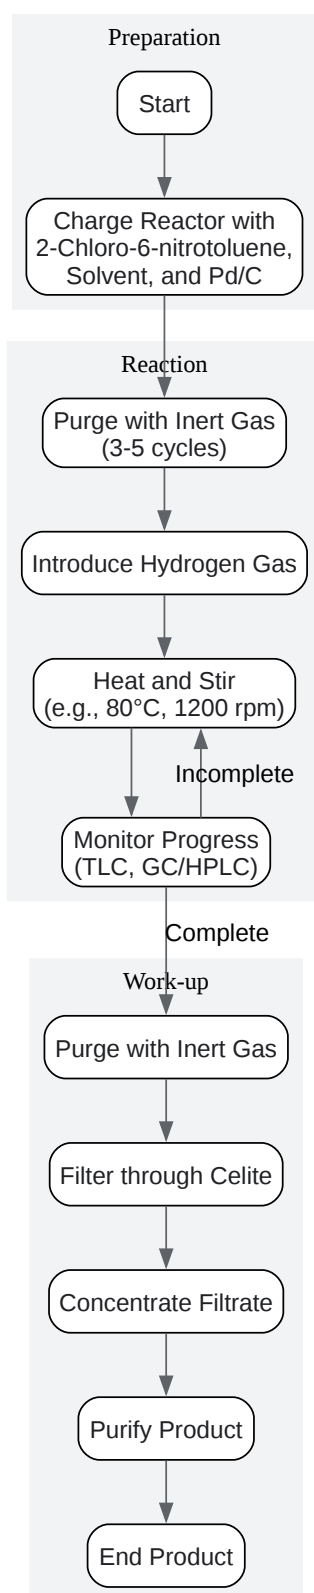 Preparation
Start
Charge Reactor with
2-Chloro-6-nitrotoluene,
Solvent, and Pd/C
Reaction
Purge with Inert Gas
(3-5 cycles)
Introduce Hydrogen Gas
Heat and Stir
(e.g., 80°C, 1200 rpm)
Incomplete
Monitor Progress
(TLC, GC/HPLC)
Complete
Work-up
Purge with Inert Gas
Filter through Celite
Concentrate Filtrate
Purify Product
End Product